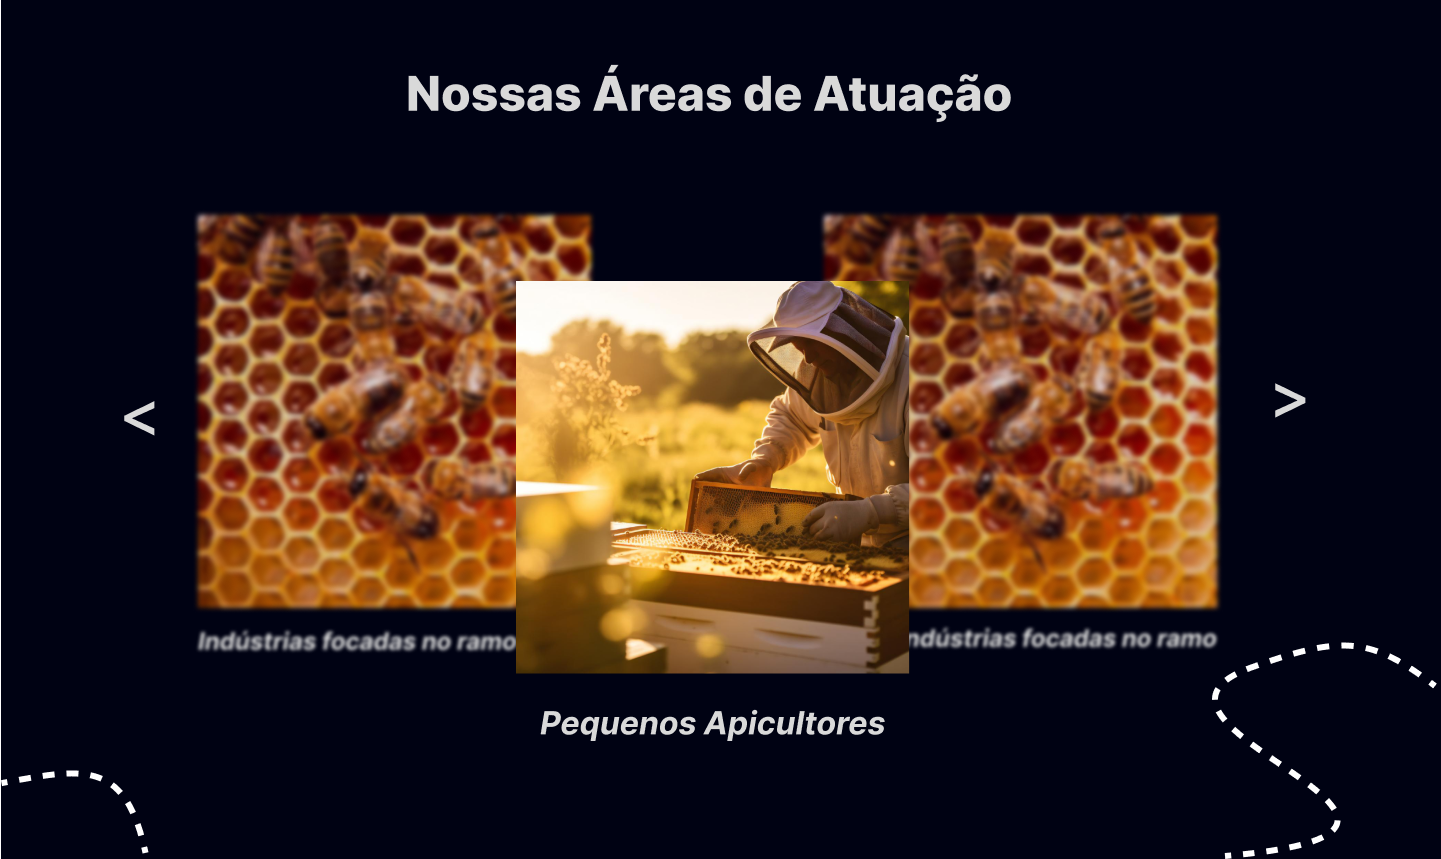 Nossas Áreas de Atuação
<
>
Indústrias focadas no ramo
ndústrias focadas no ramo
Pequenos Apicultores